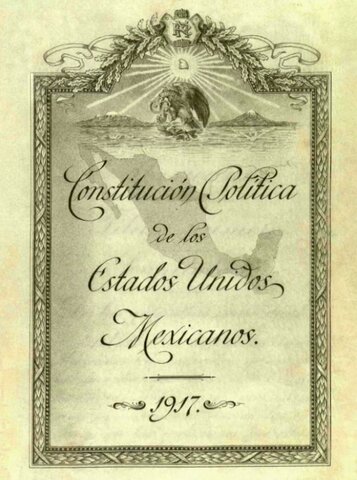 Constitución Política
de los
Estados Unidos
Mexicanos.
1917.